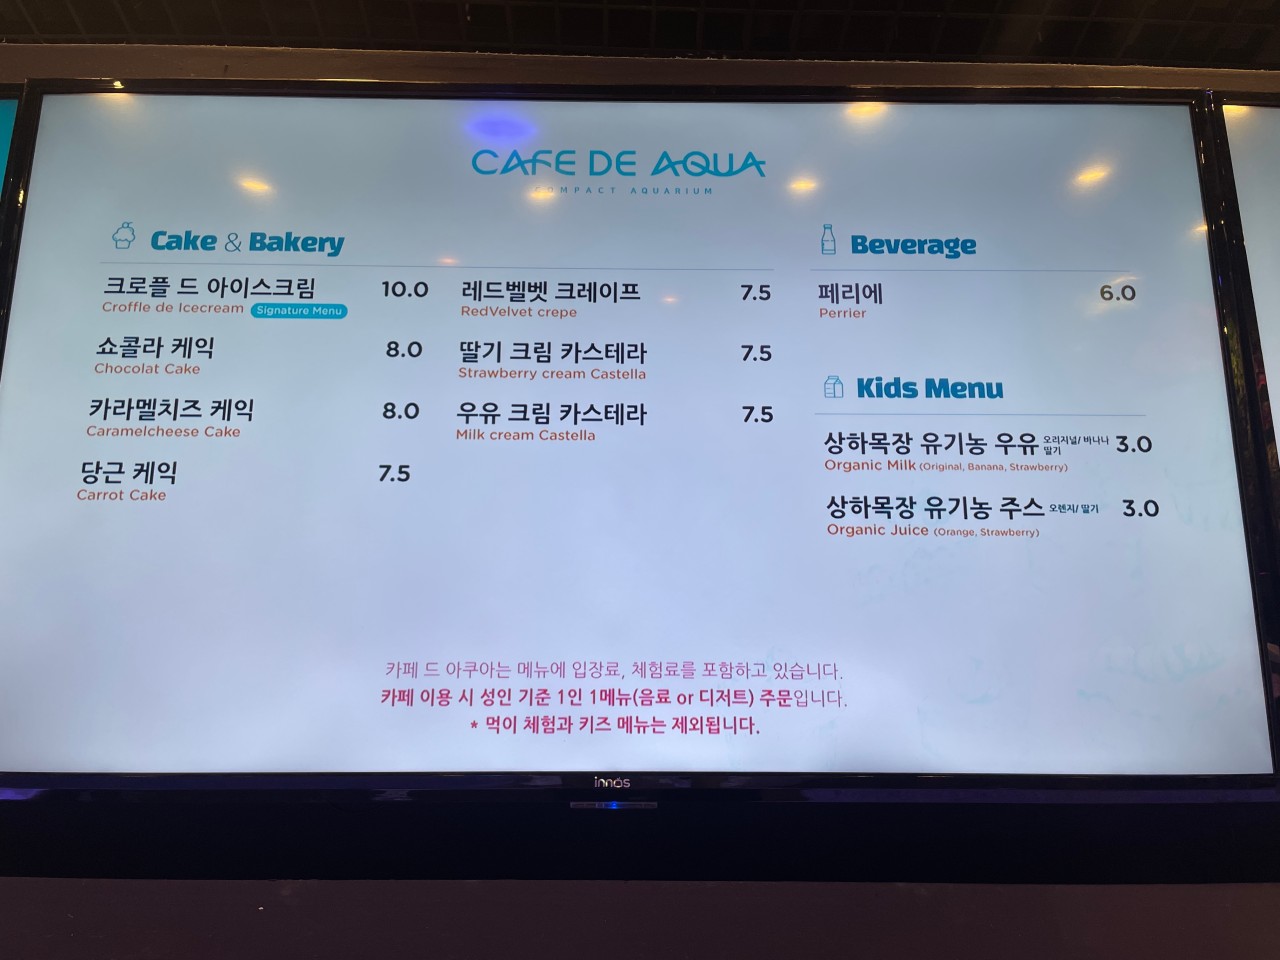 CAFE DE AQUA
COMPACT AQUARIUM
Cake & Bakery
크로플 드 아이스크림 10.0
Croffle de Icecream Signature Menu
쇼콜라 케익 8.0
Chocolat Cake
카라멜치즈 케익 8.0
Caramelcheese Cake
당근 케익 7.5
Carrot Cake
레드벨벳 크레이프 7.5
RedVelvet crepe
딸기 크림 카스테라 7.5
Strawberry cream Castella
우유 크림 카스테라 7.5
Milk cream Castella
Beverage
페리에 6.0
Perrier
Kids Menu
상하목장 유기농 우유 오리지널/ 바나나 딸기 3.0
Organic Milk (Original, Banana, Strawberry)
상하목장 유기농 주스 오렌지/ 딸기 3.0
Organic Juice (Orange, Strawberry)
카페 드 아쿠아는 메뉴에 입장료, 체험료를 포함하고 있습니다.
카페 이용 시 성인 기준 1인 1메뉴(음료 or 디저트) 주문입니다.
* 먹이 체험과 키즈 메뉴는 제외됩니다.
innos